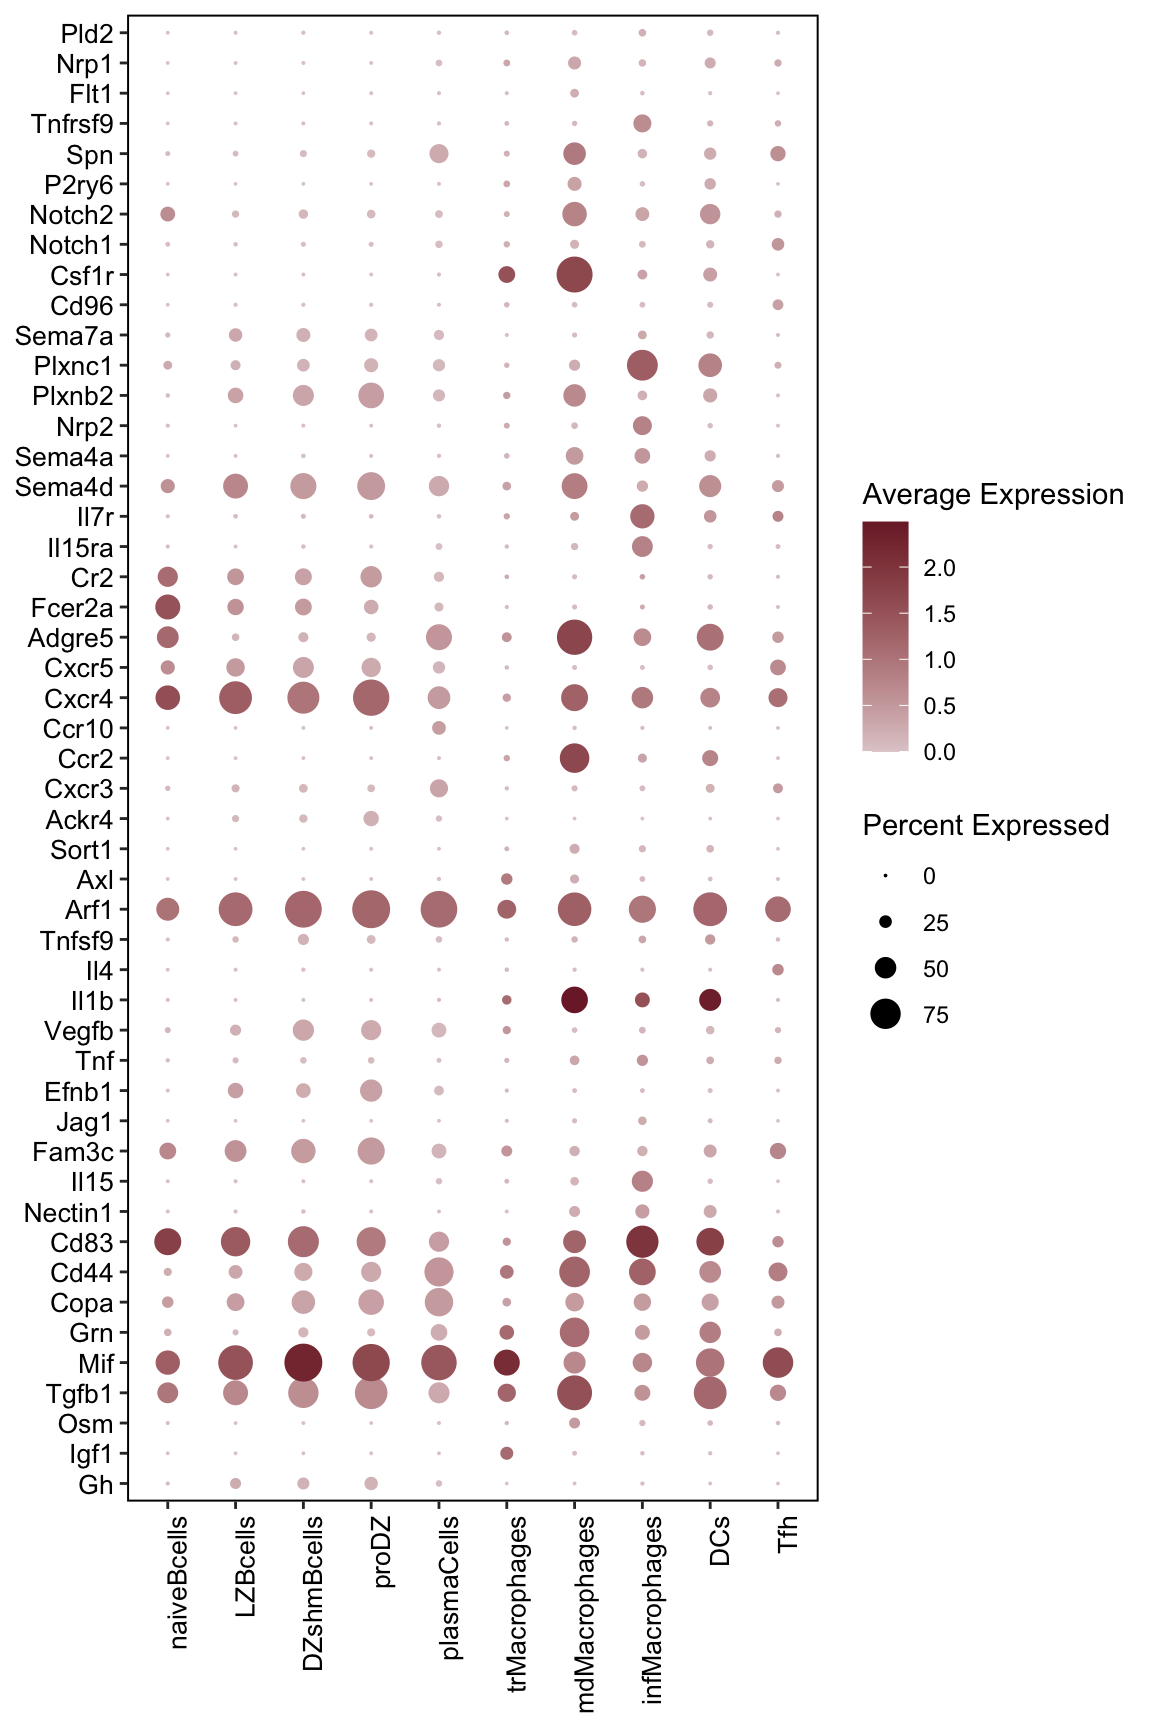 Pld2
Nrp1
Flt1
Tnfrsf9
Spn
P2ry6
Notch2
Notch1
Csf1r
Cd96
Sema7a
Plxnc1
Plxnb2
Nrp2
Sema4a
Sema4d
Il7r
Il15ra
Cr2
Fcer2a
Adgre5
Cxcr5
Cxcr4
Ccr10
Ccr2
Cxcr3
Ackr4
Sort1
Axl
Arf1
Tnfsf9
Il4
Il1b
Vegfb
Tnf
Efnb1
Jag1
Fam3c
Il15
Nectin1
Cd83
Cd44
Copa
Grn
Mif
Tgfb1
Osm
Igf1
Gh
naiveBcells
LZBcells
DZshmBcells
proDZ
plasmaCells
trMacrophages
mdMacrophages
infMacrophages
DCs
Tfh
Average Expression
2.0
1.5
1.0
0.5
0.0
Percent Expressed
0
25
50
75